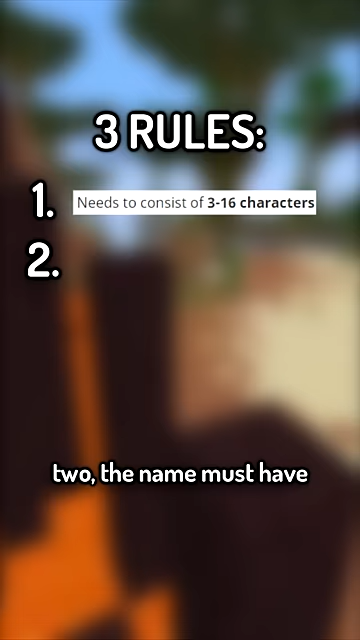 3 RULES:
1. Needs to consist of 3-16 characters
2.
two, the name must have